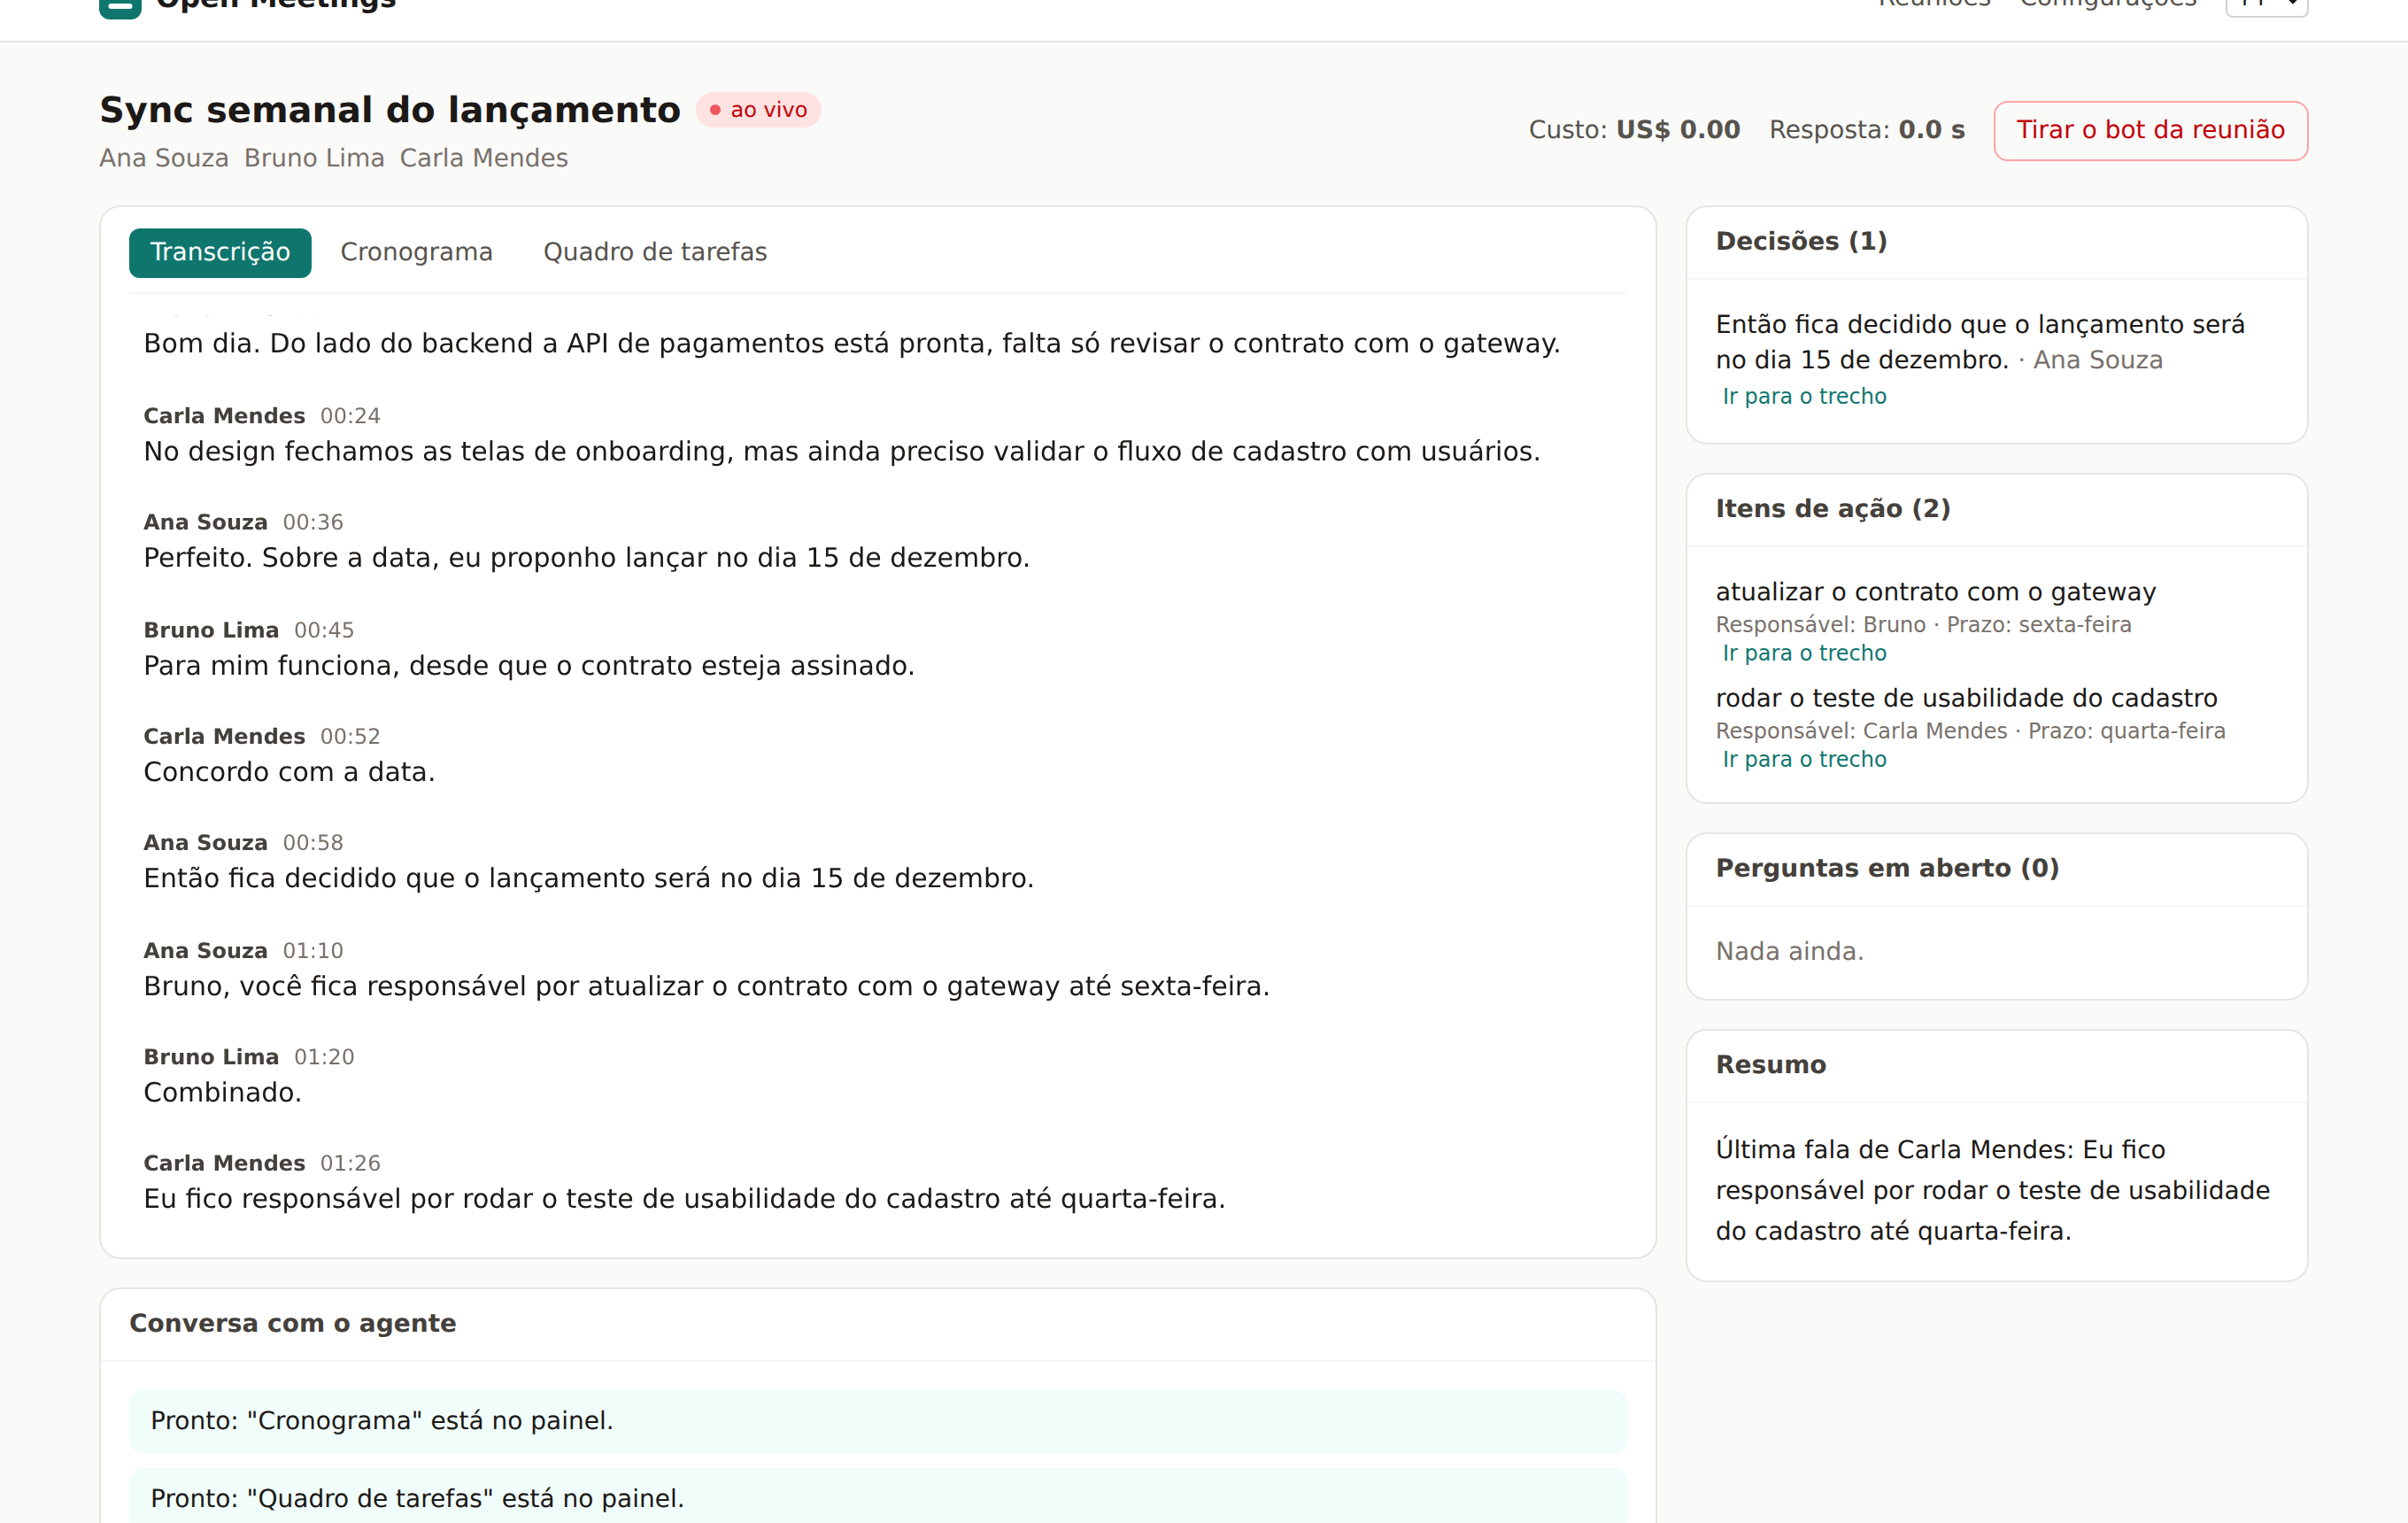 Open Meetings
Reuniões Configurações
Sync semanal do lançamento ao vivo
Ana Souza Bruno Lima Carla Mendes
Custo: US$ 0.00 Resposta: 0.0 s Tirar o bot da reunião
Transcrição Cronograma Quadro de tarefas
Bom dia. Do lado do backend a API de pagamentos está pronta, falta só revisar o contrato com o gateway.
Carla Mendes 00:24
No design fechamos as telas de onboarding, mas ainda preciso validar o fluxo de cadastro com usuários.
Ana Souza 00:36
Perfeito. Sobre a data, eu proponho lançar no dia 15 de dezembro.
Bruno Lima 00:45
Para mim funciona, desde que o contrato esteja assinado.
Carla Mendes 00:52
Concordo com a data.
Ana Souza 00:58
Então fica decidido que o lançamento será no dia 15 de dezembro.
Ana Souza 01:10
Bruno, você fica responsável por atualizar o contrato com o gateway até sexta-feira.
Bruno Lima 01:20
Combinado.
Carla Mendes 01:26
Eu fico responsável por rodar o teste de usabilidade do cadastro até quarta-feira.
Conversa com o agente
Pronto: "Cronograma" está no painel.
Pronto: "Quadro de tarefas" está no painel.
Decisões (1)
Então fica decidido que o lançamento será
no dia 15 de dezembro. · Ana Souza
Ir para o trecho
Itens de ação (2)
atualizar o contrato com o gateway
Responsável: Bruno · Prazo: sexta-feira
Ir para o trecho
rodar o teste de usabilidade do cadastro
Responsável: Carla Mendes · Prazo: quarta-feira
Ir para o trecho
Perguntas em aberto (0)
Nada ainda.
Resumo
Última fala de Carla Mendes: Eu fico
responsável por rodar o teste de usabilidade
do cadastro até quarta-feira.